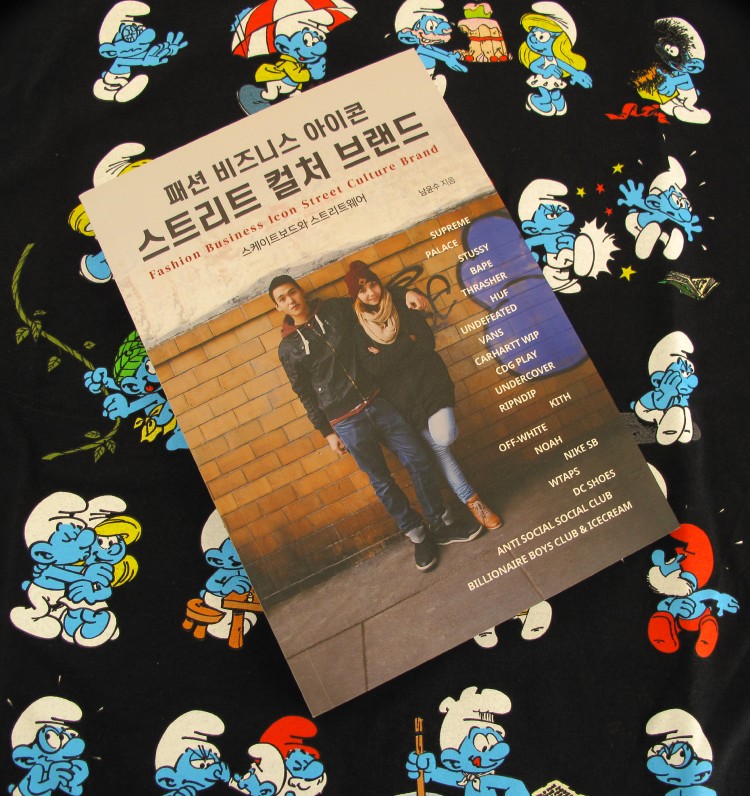 패션 비즈니스 아이콘
스트리트 컬처 브랜드
Fashion Business Icon Street Culture Brand
스케이트보드와 스트리트웨어
남윤수 지음
SUPREME
PALACE
STUSSY
BAPE
THRASHER
HUF
UNDEFEATED
VANS
CARHARTT WIP
CDG PLAY
UNDERCOVER
RIPNDIP
KITH
OFF-WHITE
NOAH
NIKE SB
WTAPS
DC SHOES
ANTI SOCIAL SOCIAL CLUB
BILLIONAIRE BOYS CLUB & ICECREAM